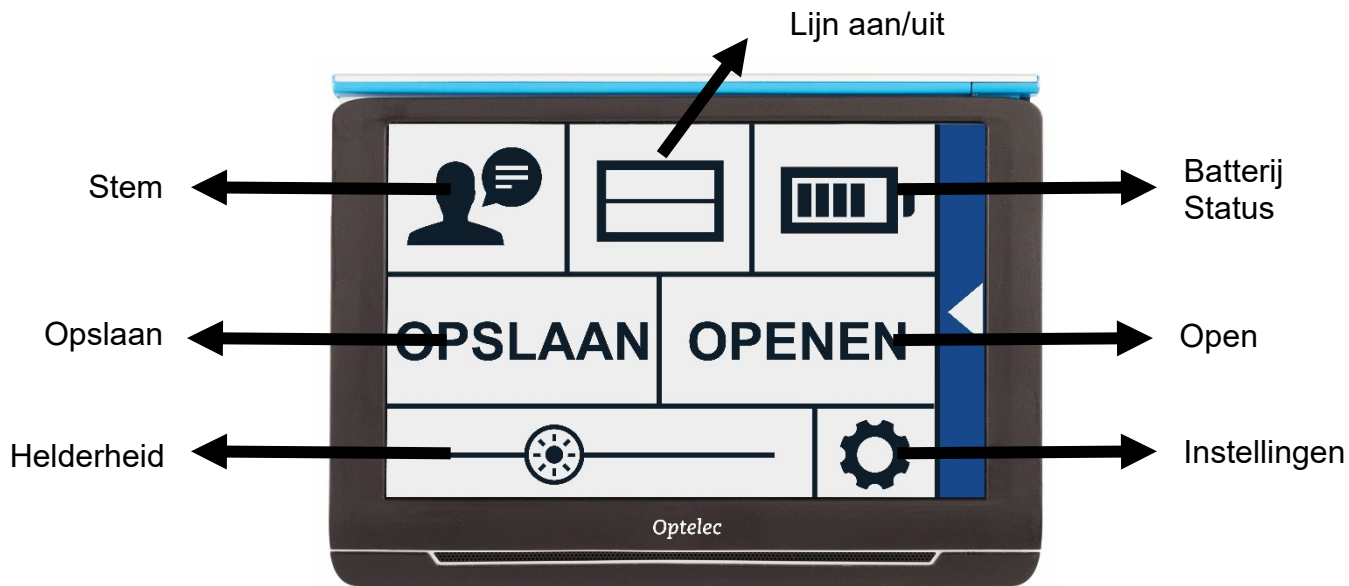 Lijn aan/uit
Stem
Batterij
Status
Opslaan
OPSLAAN
OPENEN
Open
Helderheid
Instellingen
Optelec